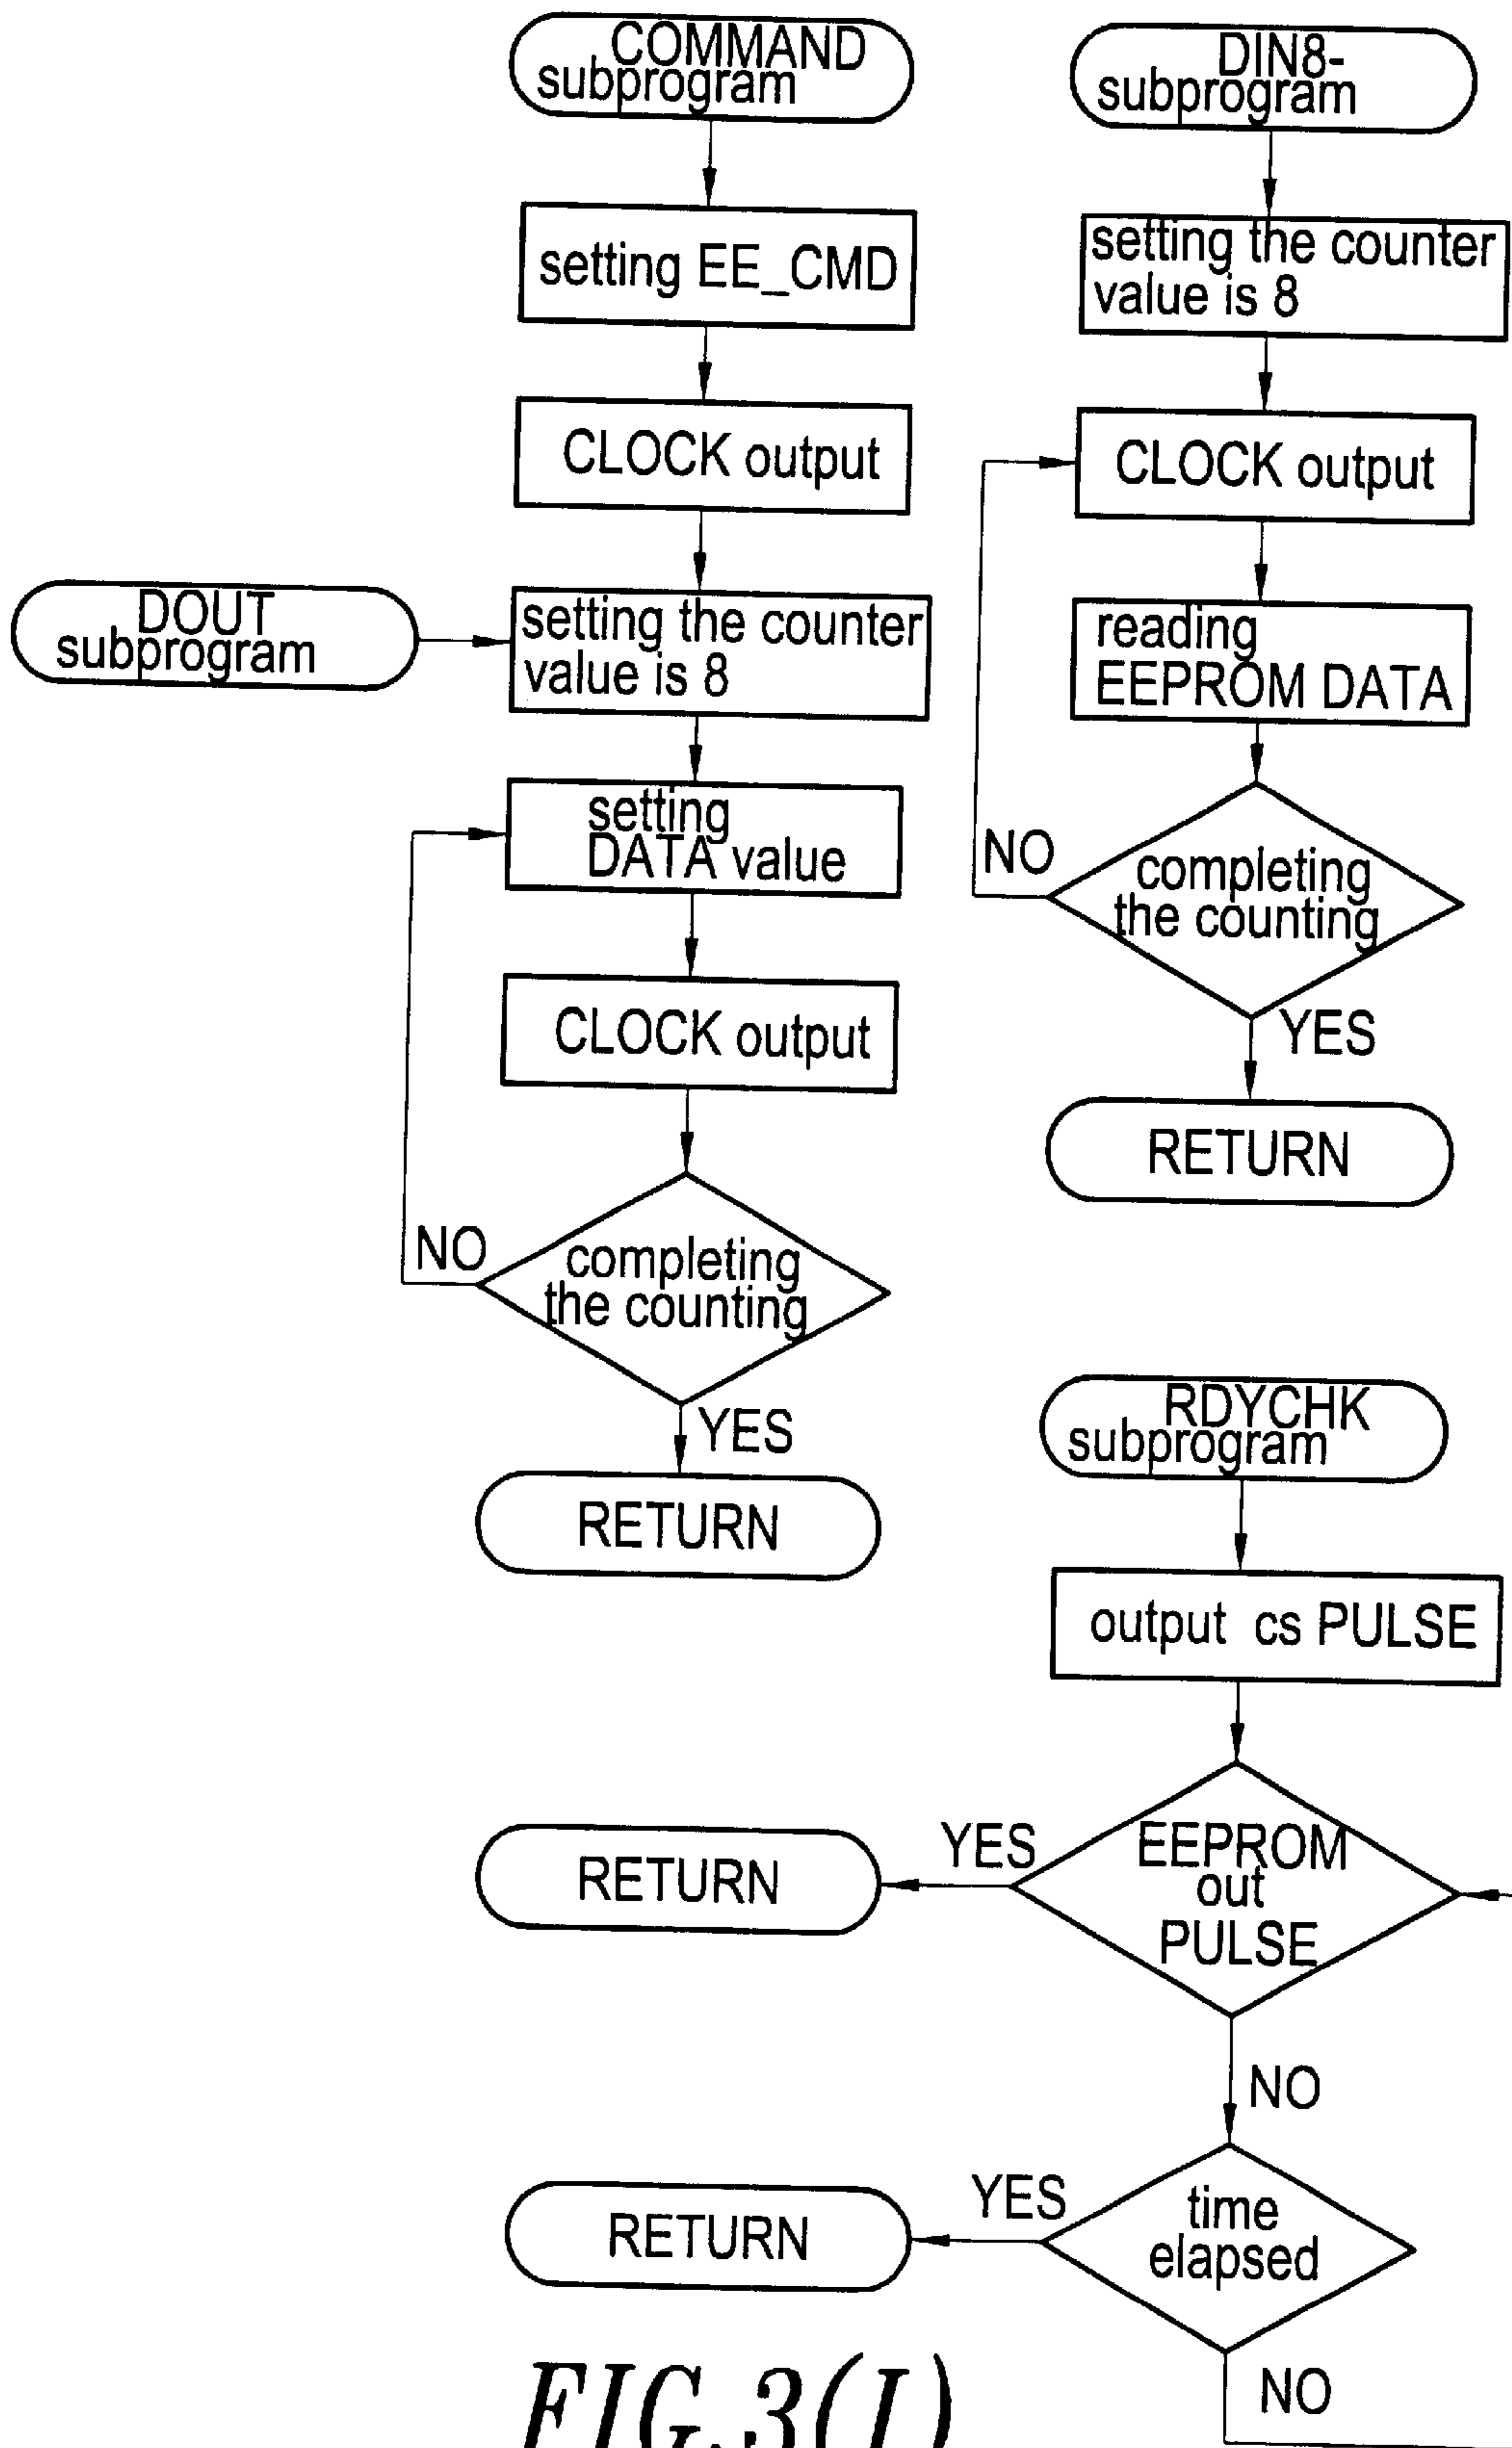 COMMAND
subprogram
setting EE_CMD
CLOCK output
DOUT
subprogram
setting the counter
value is 8
setting
DATA value
CLOCK output
completing
the counting
NO
YES
RETURN
DIN8-
subprogram
setting the counter
value is 8
CLOCK output
reading
EEPROM DATA
completing
the counting
NO
YES
RETURN
RDYCHK
subprogram
output cs PULSE
EEPROM
out
PULSE
YES
RETURN
NO
time
elapsed
YES
RETURN
NO
FIG.3(I)